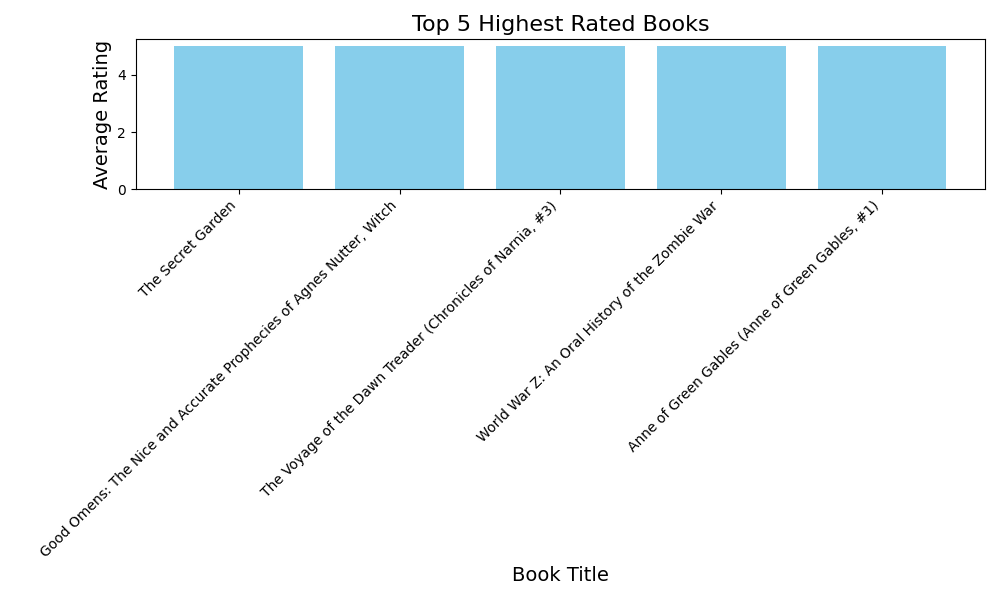 Top 5 Highest Rated Books
Average Rating
4
2
0
The Secret Garden
Good Omens: The Nice and Accurate Prophecies of Agnes Nutter, Witch
The Voyage of the Dawn Treader (Chronicles of Narnia, #3)
World War Z: An Oral History of the Zombie War
Anne of Green Gables (Anne of Green Gables, #1)
Book Title